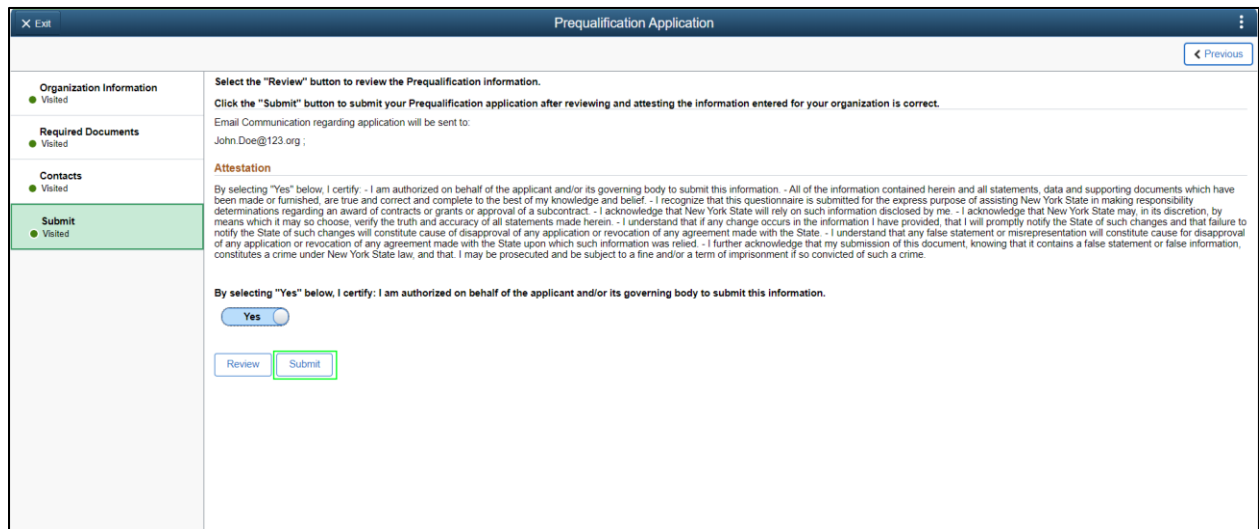 Exit
Prequalification Application
Previous
Organization Information
Visited
Required Documents
Visited
Contacts
Visited
Submit
Visited
Select the "Review" button to review the Prequalification information.
Click the "Submit" button to submit your Prequalification application after reviewing and attesting the information entered for your organization is correct.
Email Communication regarding application will be sent to:
John.Doe@123.org ;
Attestation
By selecting "Yes" below, I certify: - I am authorized on behalf of the applicant and/or its governing body to submit this information. - All of the information contained herein and all statements, data and supporting documents which have
been made or furnished, are true and correct and complete to the best of my knowledge and belief. - I recognize that this questionnaire is submitted for the express purpose of assisting New York State in making responsibility
determinations regarding an award of contracts or grants or approval of a subcontract. - I acknowledge that New York State will rely on such information disclosed by me. - I acknowledge that New York State may, in its discretion, by
means which it may so choose, verify the truth and accuracy of all statements made herein. - I understand that if any change occurs in the information I have provided, that I will promptly notify the State of such changes and that failure to
notify the State of such changes will constitute cause of disapproval of any application or revocation of any agreement made with the State. - I understand that any false statement or misrepresentation will constitute cause for disapproval
of any application or revocation of any agreement made with the State upon which such information was relied. - I further acknowledge that my submission of this document, knowing that it contains a false statement or false information,
constitutes a crime under New York State law, and that. I may be prosecuted and be subject to a fine and/or a term of imprisonment if so convicted of such a crime.
By selecting "Yes" below, I certify: I am authorized on behalf of the applicant and/or its governing body to submit this information.
Yes
Review
Submit